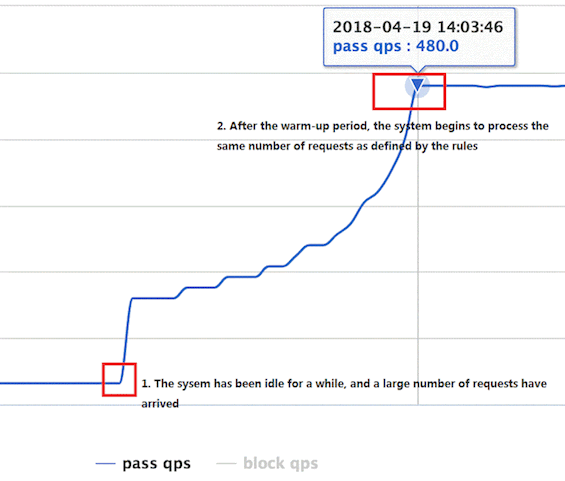 2018-04-19 14:03:46
pass qps : 480.0
2. After the warm-up period, the system begins to process the
same number of requests as defined by the rules
1. The sysem has been idle for a while, and a large number of requests have
arrived
pass qps
block qps